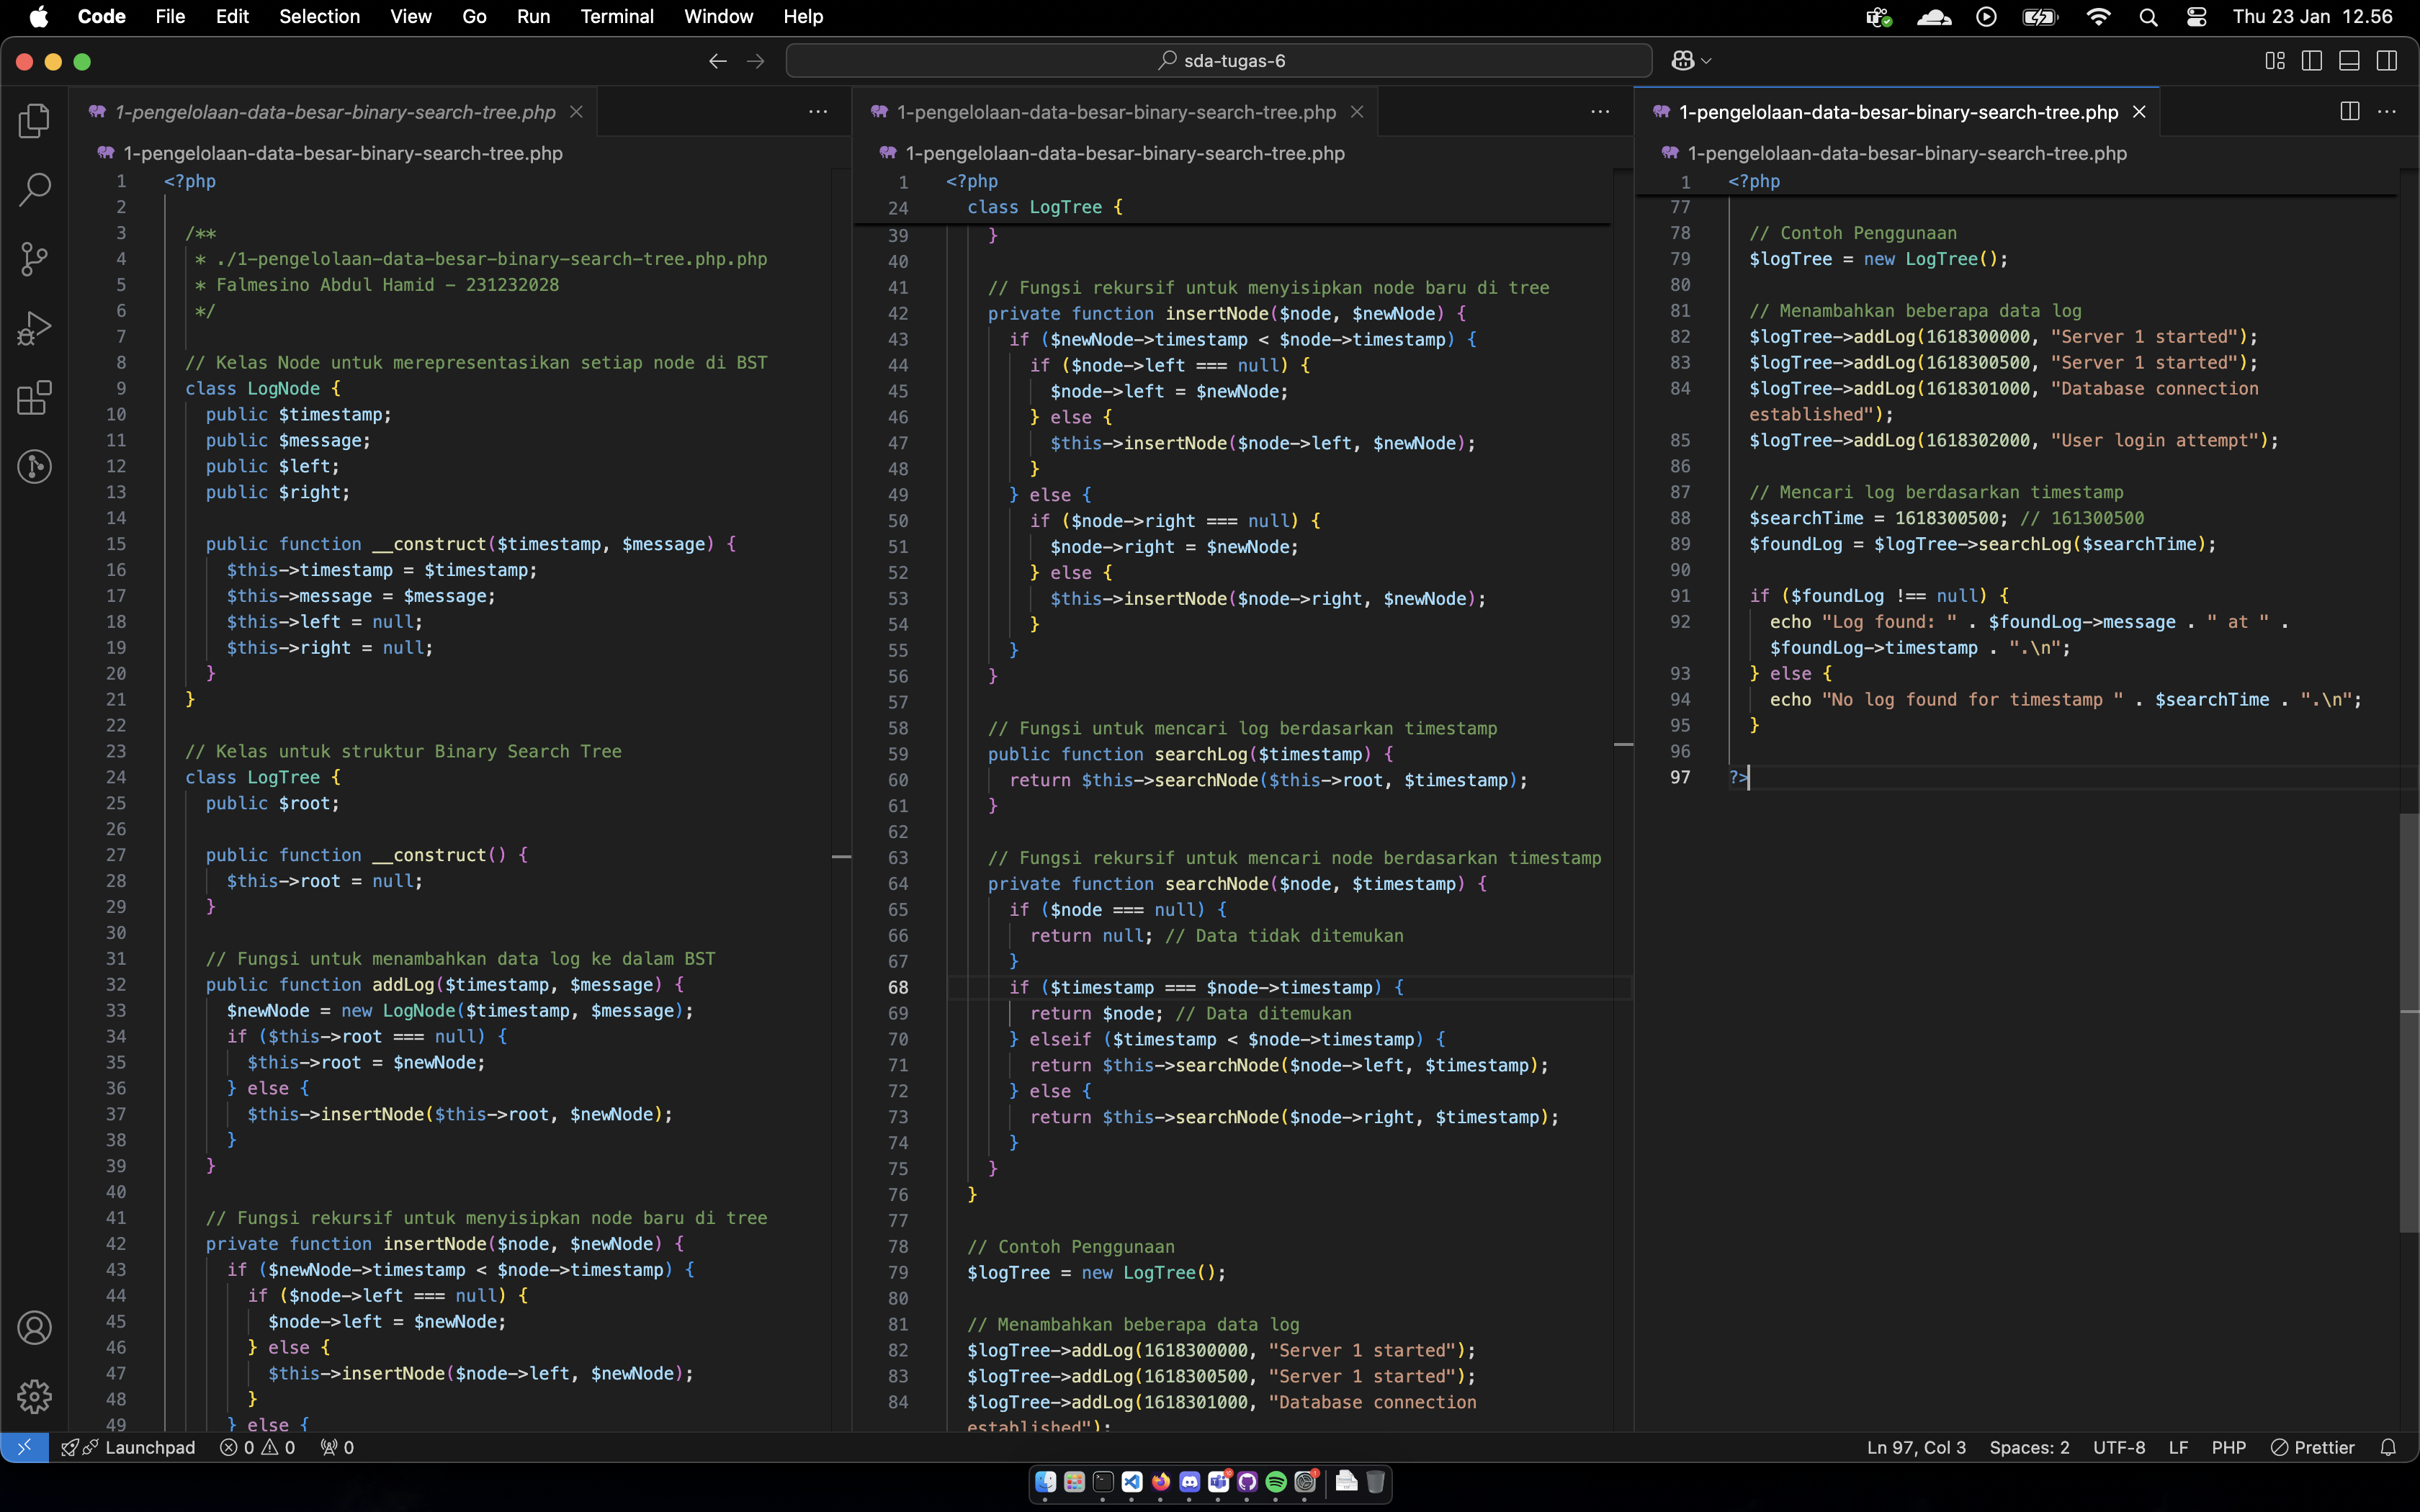 Code File Edit Selection View Go Run Terminal Window Help Thu 23 Jan 12.56
sda-tugas-6
1-pengelolaan-data-besar-binary-search-tree.php
1-pengelolaan-data-besar-binary-search-tree.php
1 <?php
2
3 /**
4 * ./1-pengelolaan-data-besar-binary-search-tree.php.php
5 * Falmesino Abdul Hamid - 231232028
6 */
7
8 // Kelas Node untuk merepresentasikan setiap node di BST
9 class LogNode {
10 public $timestamp;
11 public $message;
12 public $left;
13 public $right;
14
15 public function __construct($timestamp, $message) {
16 $this->timestamp = $timestamp;
17 $this->message = $message;
18 $this->left = null;
19 $this->right = null;
20 }
21 }
22
23 // Kelas untuk struktur Binary Search Tree
24 class LogTree {
25 public $root;
26
27 public function __construct() {
28 $this->root = null;
29 }
30
31 // Fungsi untuk menambahkan data log ke dalam BST
32 public function addLog($timestamp, $message) {
33 $newNode = new LogNode($timestamp, $message);
34 if ($this->root === null) {
35 $this->root = $newNode;
36 } else {
37 $this->insertNode($this->root, $newNode);
38 }
39 }
40
41 // Fungsi rekursif untuk menyisipkan node baru di tree
42 private function insertNode($node, $newNode) {
43 if ($newNode->timestamp < $node->timestamp) {
44 if ($node->left === null) {
45 $node->left = $newNode;
46 } else {
47 $this->insertNode($node->left, $newNode);
48 }
49 } else {
1-pengelolaan-data-besar-binary-search-tree.php
1-pengelolaan-data-besar-binary-search-tree.php
1 <?php
24 class LogTree {
39 }
40
41 // Fungsi rekursif untuk menyisipkan node baru di tree
42 private function insertNode($node, $newNode) {
43 if ($newNode->timestamp < $node->timestamp) {
44 if ($node->left === null) {
45 $node->left = $newNode;
46 } else {
47 $this->insertNode($node->left, $newNode);
48 }
49 } else {
50 if ($node->right === null) {
51 $node->right = $newNode;
52 } else {
53 $this->insertNode($node->right, $newNode);
54 }
55 }
56 }
57
58 // Fungsi untuk mencari log berdasarkan timestamp
59 public function searchLog($timestamp) {
60 return $this->searchNode($this->root, $timestamp);
61 }
62
63 // Fungsi rekursif untuk mencari node berdasarkan timestamp
64 private function searchNode($node, $timestamp) {
65 if ($node === null) {
66 return null; // Data tidak ditemukan
67 }
68 if ($timestamp === $node->timestamp) {
69 return $node; // Data ditemukan
70 } elseif ($timestamp < $node->timestamp) {
71 return $this->searchNode($node->left, $timestamp);
72 } else {
73 return $this->searchNode($node->right, $timestamp);
74 }
75 }
76 }
77
78 // Contoh Penggunaan
79 $logTree = new LogTree();
80
81 // Menambahkan beberapa data log
82 $logTree->addLog(1618300000, "Server 1 started");
83 $logTree->addLog(1618300500, "Server 1 started");
84 $logTree->addLog(1618301000, "Database connection
established");
1-pengelolaan-data-besar-binary-search-tree.php
1-pengelolaan-data-besar-binary-search-tree.php
1 <?php
77
78 // Contoh Penggunaan
79 $logTree = new LogTree();
80
81 // Menambahkan beberapa data log
82 $logTree->addLog(1618300000, "Server 1 started");
83 $logTree->addLog(1618300500, "Server 1 started");
84 $logTree->addLog(1618301000, "Database connection
established");
85 $logTree->addLog(1618302000, "User login attempt");
86
87 // Mencari log berdasarkan timestamp
88 $searchTime = 1618300500; // 161300500
89 $foundLog = $logTree->searchLog($searchTime);
90
91 if ($foundLog !== null) {
92 echo "Log found: " . $foundLog->message . " at " .
$foundLog->timestamp . ".\n";
93 } else {
94 echo "No log found for timestamp " . $searchTime . ".\n";
95 }
96
97 ?>
Launchpad 0 0 0 Ln 97, Col 3 Spaces: 2 UTF-8 LF PHP Prettier